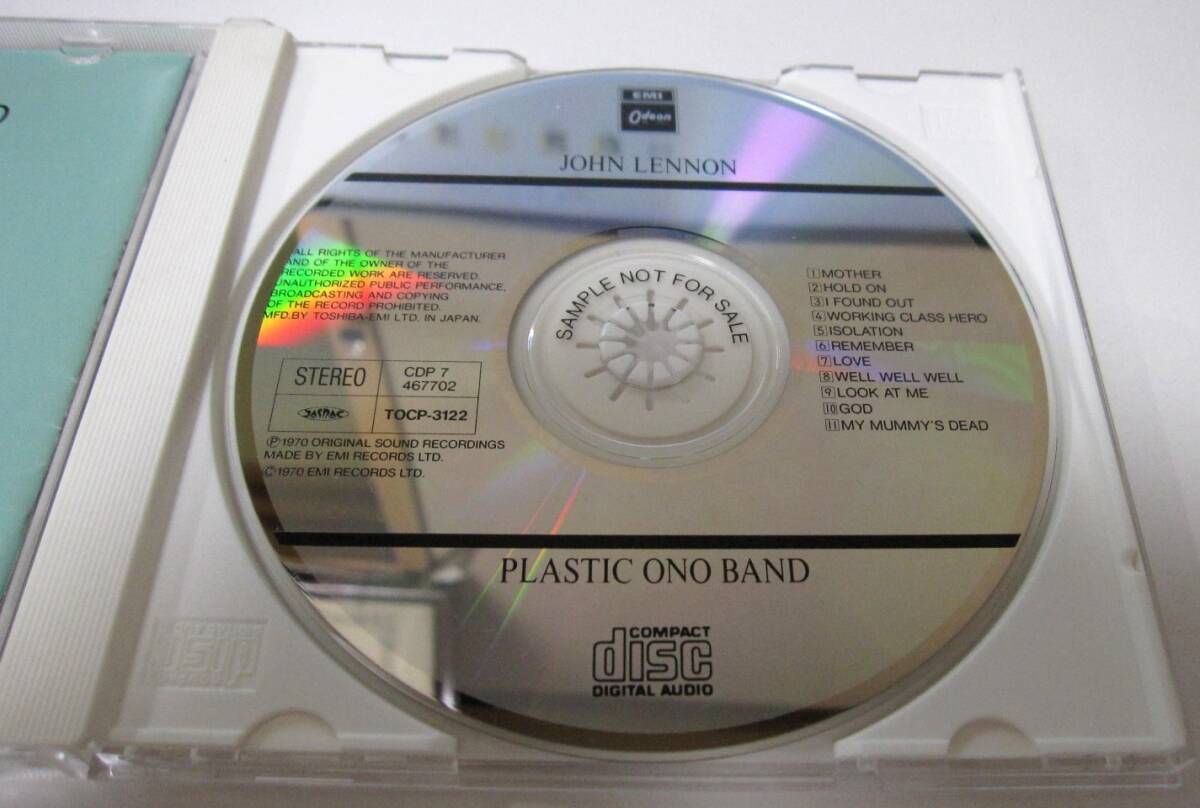 EMI
Odeon
JOHN LENNON
ALL RIGHTS OF THE MANUFACTURER
AND OF THE OWNER OF THE
RECORDED WORK ARE RESERVED.
UNAUTHORIZED PUBLIC PERFORMANCE,
BROADCASTING AND COPYING
OF THE RECORD PROHIBITED.
MFD.BY TOSHIBA-EMI LTD. IN JAPAN.
STEREO
CDP 7
467702
JASRAC
TOCP-3122
Ⓟ1970 ORIGINAL SOUND RECORDINGS
MADE BY EMI RECORDS LTD.
©1970 EMI RECORDS LTD.
SAMPLE NOT FOR SALE
1 MOTHER
2 HOLD ON
3 I FOUND OUT
4 WORKING CLASS HERO
5 ISOLATION
6 REMEMBER
7 LOVE
8 WELL WELL WELL
9 LOOK AT ME
10 GOD
11 MY MUMMY'S DEAD
PLASTIC ONO BAND
COMPACT
disc
DIGITAL AUDIO
disc